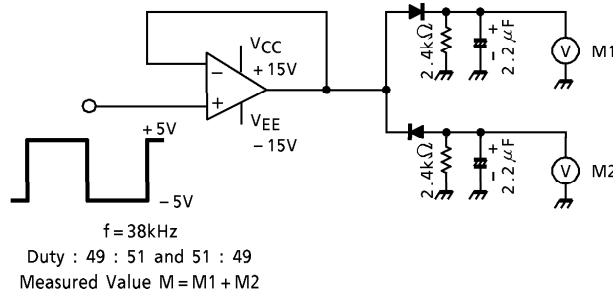 VCC
+15V
−
+
VEE
−15V
+5V
−5V
f=38kHz
Duty : 49 : 51 and 51 : 49
Measured Value M=M1+M2
2.4kΩ
+
−
2.2μF
V
M1
2.4kΩ
+
−
2.2μF
V
M2